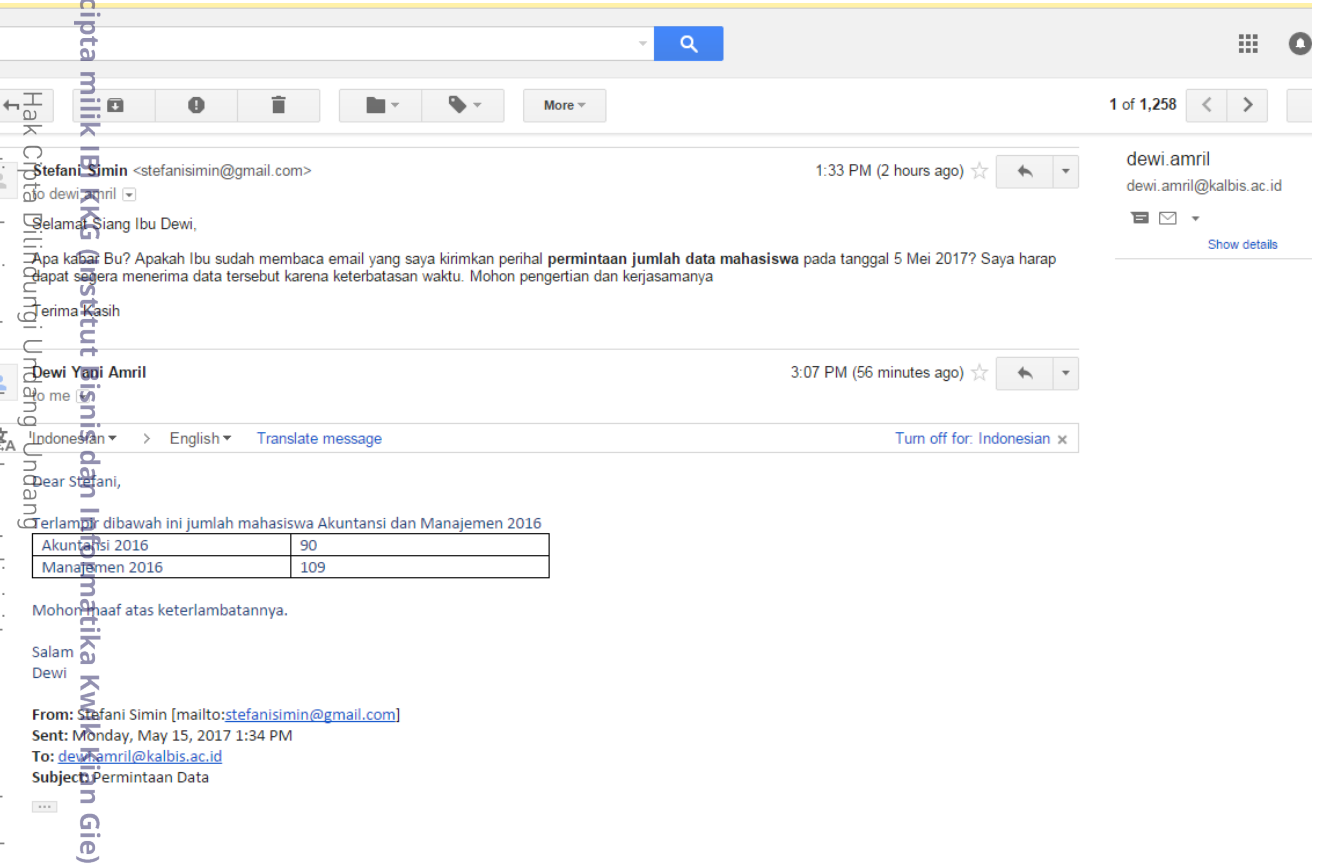 More
1 of 1,258
Stefani Simin <stefanisimin@gmail.com>
1:33 PM (2 hours ago)
to dewi.amril
Selamat Siang Ibu Dewi,
Apa kabar Bu? Apakah Ibu sudah membaca email yang saya kirimkan perihal permintaan jumlah data mahasiswa pada tanggal 5 Mei 2017? Saya harap
dapat segera menerima data tersebut karena keterbatasan waktu. Mohon pengertian dan kerjasamanya
Terima Kasih
dewi.amril
dewi.amril@kalbis.ac.id
Show details
Dewi Yani Amril
3:07 PM (56 minutes ago)
to me
Indonesian > English Translate message
Turn off for: Indonesian x
Dear Stefani,
Terlampir dibawah ini jumlah mahasiswa Akuntansi dan Manajemen 2016
Akuntansi 2016 90
Manajemen 2016 109
Mohon maaf atas keterlambatannya.
Salam
Dewi
From: Stefani Simin [mailto:stefanisimin@gmail.com]
Sent: Monday, May 15, 2017 1:34 PM
To: dewi.amril@kalbis.ac.id
Subject: Permintaan Data
Hak Cipta Dilindungi Undang-Undang
cipta milik IBI KKG (Institut Bisnis dan Informatika Kwik Kian Gie)